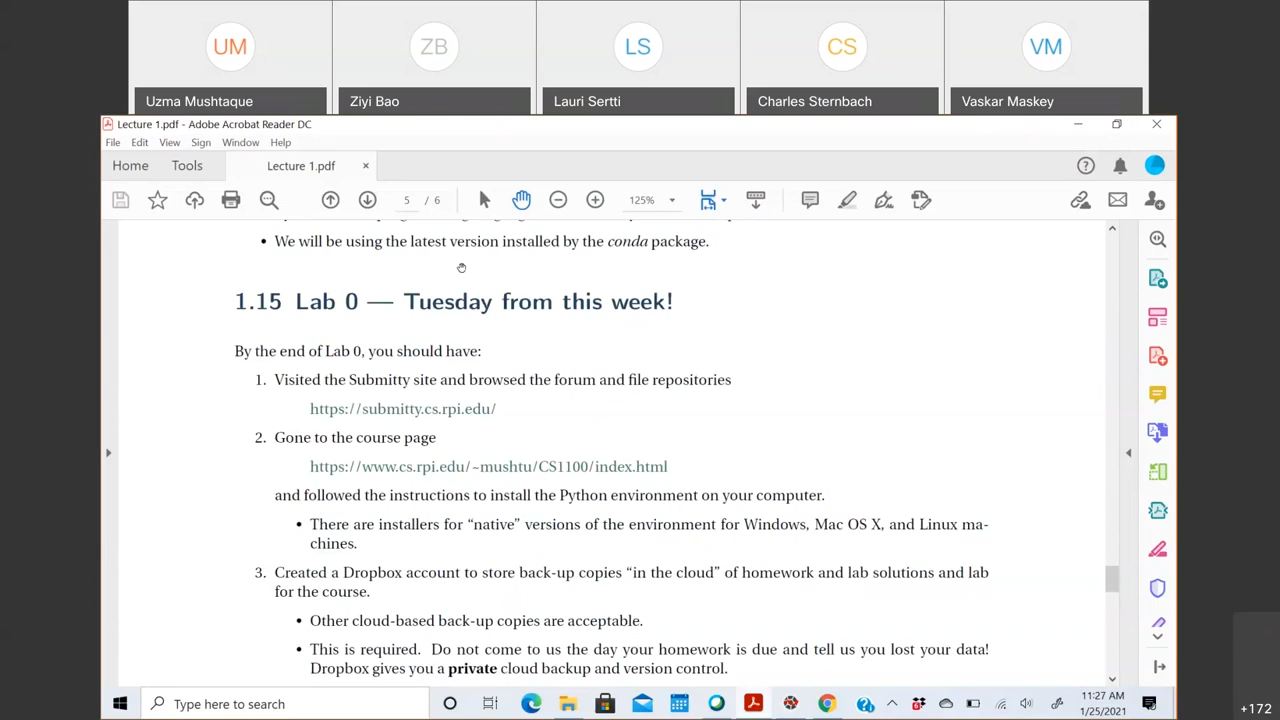 UM
ZB
LS
CS
VM
Uzma Mushtaque
Ziyi Bao
Lauri Sertti
Charles Sternbach
Vaskar Maskey
Lecture 1.pdf - Adobe Acrobat Reader DC
File Edit View Sign Window Help
Home Tools Lecture 1.pdf ×
5 / 6 125%
• We will be using the latest version installed by the conda package.
1.15 Lab 0 — Tuesday from this week!
By the end of Lab 0, you should have:
1. Visited the Submitty site and browsed the forum and file repositories
https://submitty.cs.rpi.edu/
2. Gone to the course page
https://www.cs.rpi.edu/~mushtu/CS1100/index.html
and followed the instructions to install the Python environment on your computer.
• There are installers for “native” versions of the environment for Windows, Mac OS X, and Linux ma-
chines.
3. Created a Dropbox account to store back-up copies “in the cloud” of homework and lab solutions and lab
for the course.
• Other cloud-based back-up copies are acceptable.
• This is required. Do not come to us the day your homework is due and tell us you lost your data!
Dropbox gives you a private cloud backup and version control.
Type here to search
11:27 AM
1/25/2021
+172